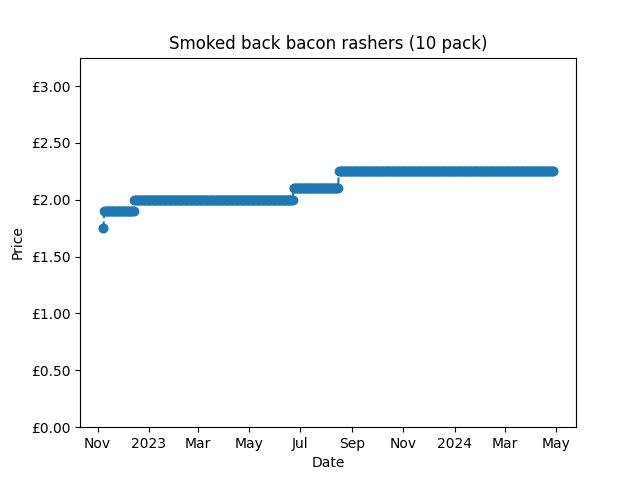 Smoked back bacon rashers (10 pack)
£3.00
£2.50
£2.00
£1.50
£1.00
£0.50
£0.00
Price
Nov 2023 Mar May Jul Sep Nov 2024 Mar May
Date